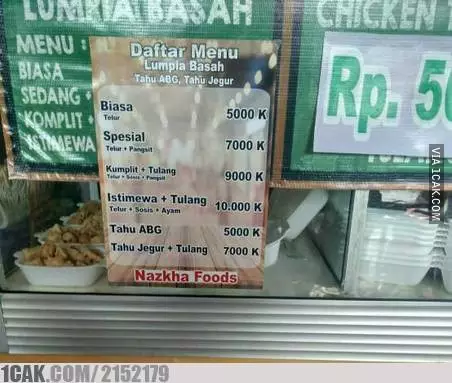 LUMPIA BASAH
CHICKEN
MENU :
BIASA
SEDANG :
KOMPLIT +
ISTIMEWA
Daftar Menu
Lumpia Basah
Tahu ABG, Tahu Jegur
Biasa 5000 K
Telur
Spesial 7000 K
Telur + Pangsit
Kumplit + Tulang 9000 K
Telur + Sosis + Pangsit
Istimewa + Tulang 10.000 K
Telur + Sosis + Ayam
Tahu ABG 5000 K
Tahu Jegur + Tulang 7000 K
Nazkha Foods
Rp. 50
VIA 1CAK.COM
1CAK.COM/2152179